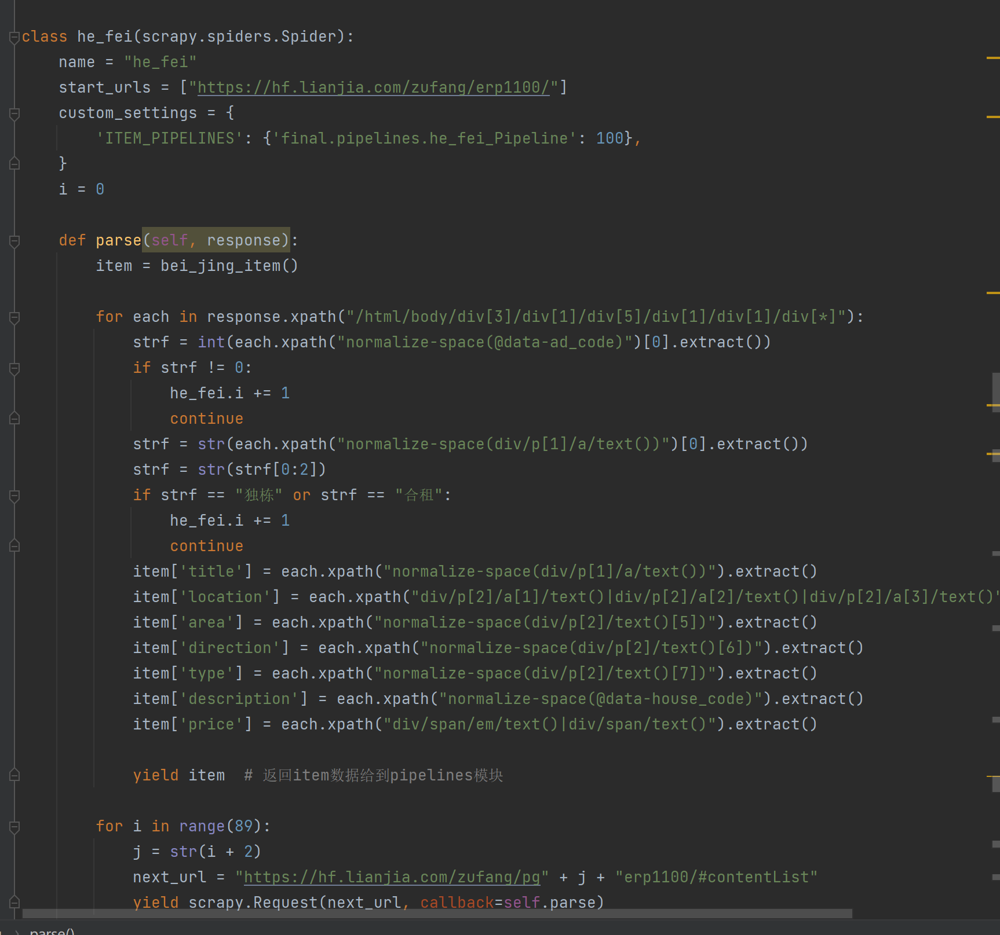 class he_fei(scrapy.spiders.Spider):
    name = "he_fei"
    start_urls = ["https://hf.lianjia.com/zufang/erp1100/"]
    custom_settings = {
        'ITEM_PIPELINES': {'final.pipelines.he_fei_Pipeline': 100},
    }
    i = 0
    def parse(self, response):
        item = bei_jing_item()
        for each in response.xpath("/html/body/div[3]/div[1]/div[5]/div[1]/div[1]/div[*]"):
            strf = int(each.xpath("normalize-space(@data-ad_code)")[0].extract())
            if strf != 0:
                he_fei.i += 1
                continue
            strf = str(each.xpath("normalize-space(div/p[1]/a/text())")[0].extract())
            strf = str(strf[0:2])
            if strf == "独栋" or strf == "合租":
                he_fei.i += 1
                continue
            item['title'] = each.xpath("normalize-space(div/p[1]/a/text())").extract()
            item['location'] = each.xpath("div/p[2]/a[1]/text()|div/p[2]/a[2]/text()|div/p[2]/a[3]/text()"
            item['area'] = each.xpath("normalize-space(div/p[2]/text()[5])").extract()
            item['direction'] = each.xpath("normalize-space(div/p[2]/text()[6])").extract()
            item['type'] = each.xpath("normalize-space(div/p[2]/text()[7])").extract()
            item['description'] = each.xpath("normalize-space(@data-house_code)").extract()
            item['price'] = each.xpath("div/span/em/text()|div/span/text()").extract()
            yield item  # 返回item数据给到pipelines模块
        for i in range(89):
            j = str(i + 2)
            next_url = "https://hf.lianjia.com/zufang/pg" + j + "erp1100/#contentList"
            yield scrapy.Request(next_url, callback=self.parse)
parse()